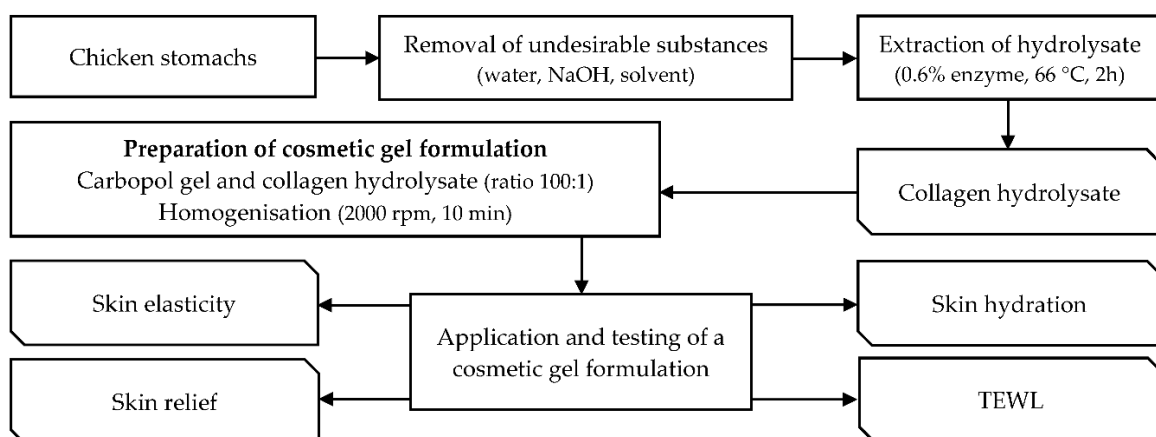 Chicken stomachs
Removal of undesirable substances
(water, NaOH, solvent)
Extraction of hydrolysate
(0.6% enzyme, 66 °C, 2h)
Preparation of cosmetic gel formulation
Carbopol gel and collagen hydrolysate (ratio 100:1)
Homogenisation (2000 rpm, 10 min)
Collagen hydrolysate
Skin elasticity
Application and testing of a
cosmetic gel formulation
Skin hydration
Skin relief
TEWL